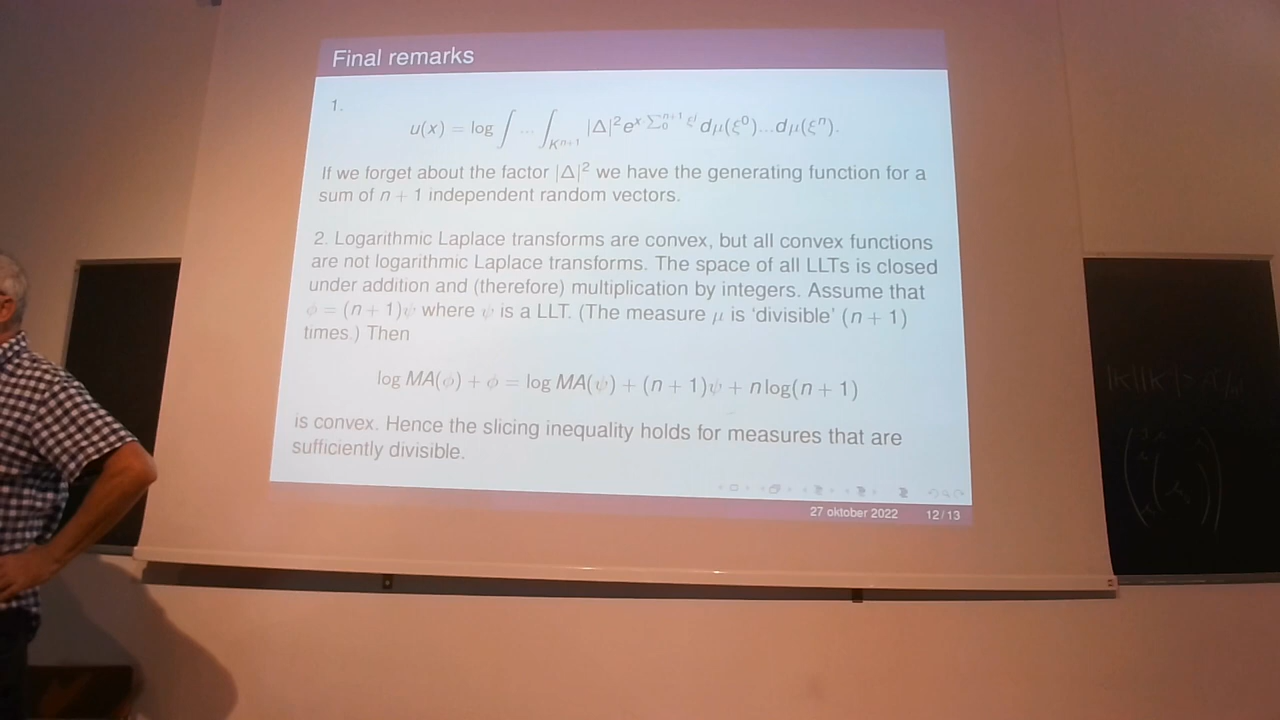 Final remarks
1.
u(x) = log ∫ ... ∫_{K^{n+1}} |Δ|² e^{x·∑_0^{n+1} ξ^i} dμ(ξ⁰)...dμ(ξⁿ).
If we forget about the factor |Δ|² we have the generating function for a
sum of n + 1 independent random vectors.
2. Logarithmic Laplace transforms are convex, but all convex functions
are not logarithmic Laplace transforms. The space of all LLTs is closed
under addition and (therefore) multiplication by integers. Assume that
φ = (n + 1)ψ where ψ is a LLT. (The measure μ is 'divisible' (n + 1)
times.) Then
log MA(φ) + φ = log MA(ψ) + (n + 1)ψ + n log(n + 1)
is convex. Hence the slicing inequality holds for measures that are
sufficiently divisible.
27 oktober 2022 12/13